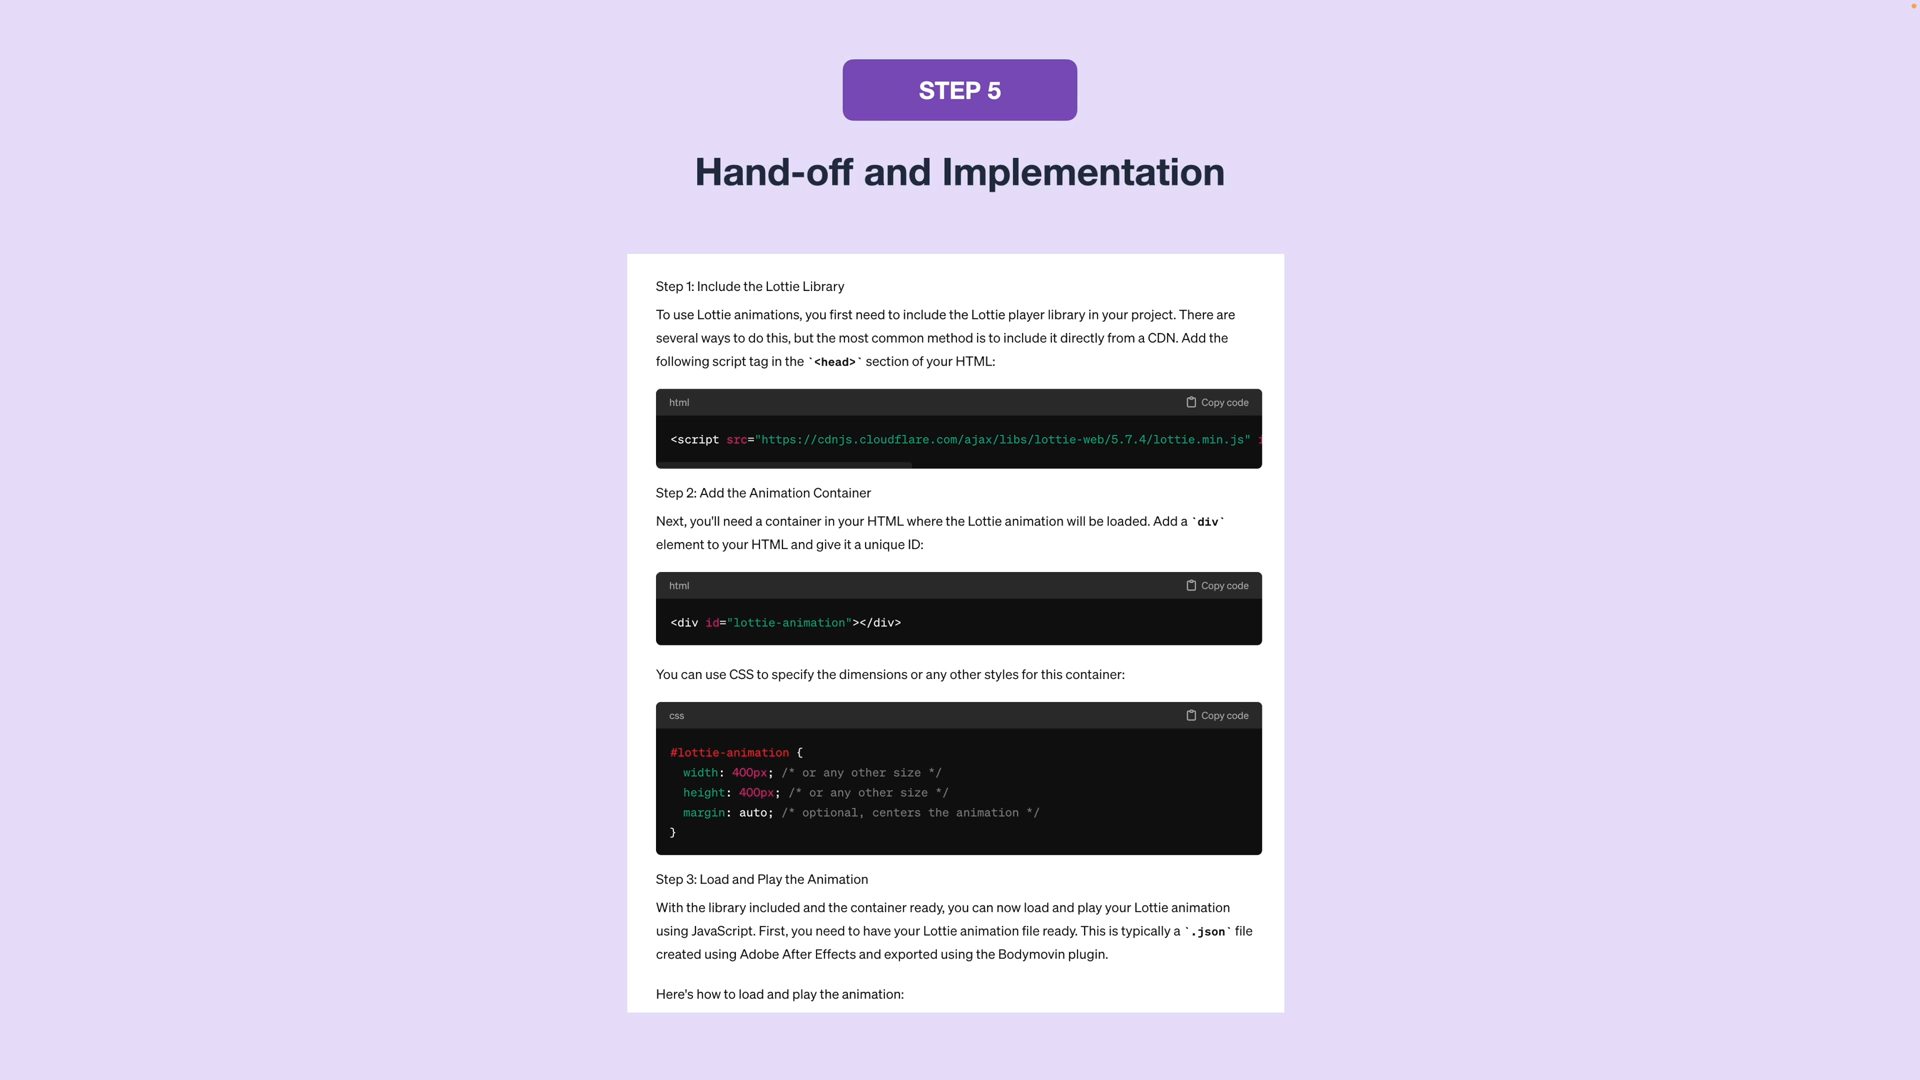 STEP 5
Hand-off and Implementation
Step 1: Include the Lottie Library
To use Lottie animations, you first need to include the Lottie player library in your project. There are
several ways to do this, but the most common method is to include it directly from a CDN. Add the
following script tag in the `<head>` section of your HTML:
html
Copy code
<script src="https://cdnjs.cloudflare.com/ajax/libs/lottie-web/5.7.4/lottie.min.js"
Step 2: Add the Animation Container
Next, you'll need a container in your HTML where the Lottie animation will be loaded. Add a `div`
element to your HTML and give it a unique ID:
html
Copy code
<div id="lottie-animation"></div>
You can use CSS to specify the dimensions or any other styles for this container:
css
Copy code
#lottie-animation {
  width: 400px; /* or any other size */
  height: 400px; /* or any other size */
  margin: auto; /* optional, centers the animation */
}
Step 3: Load and Play the Animation
With the library included and the container ready, you can now load and play your Lottie animation
using JavaScript. First, you need to have your Lottie animation file ready. This is typically a `.json` file
created using Adobe After Effects and exported using the Bodymovin plugin.
Here's how to load and play the animation: